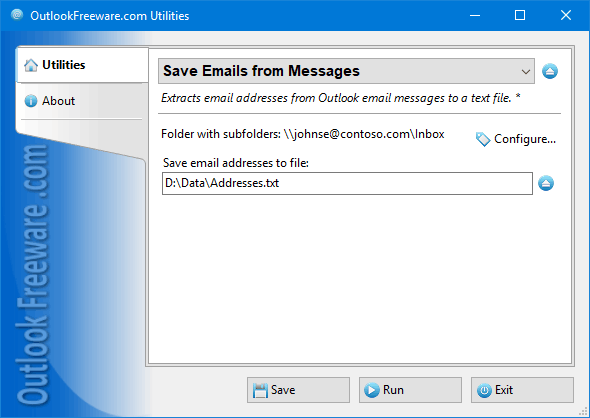 OutlookFreeware.com Utilities
Utilities
About
Save Emails from Messages
Extracts email addresses from Outlook email messages to a text file. *
Folder with subfolders: \\johnse@contoso.com\Inbox
Configure...
Save email addresses to file:
D:\Data\Addresses.txt
Outlook Freeware .com
Save
Run
Exit